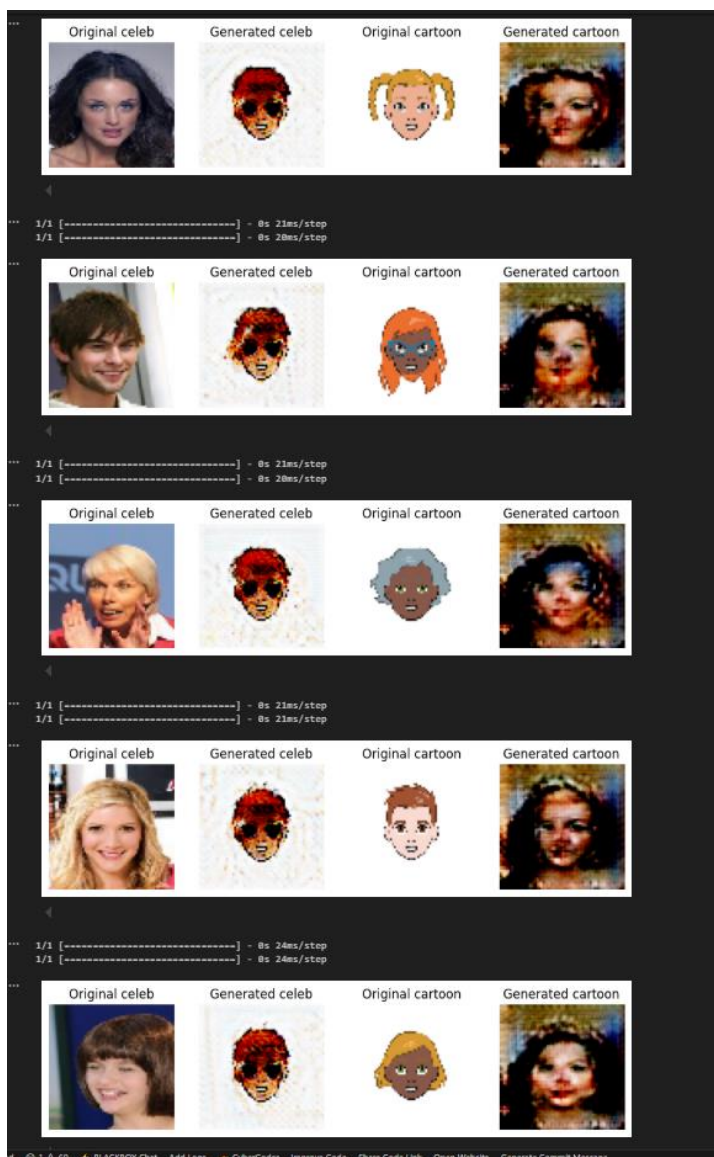 Original celeb Generated celeb Original cartoon Generated cartoon
1/1 [==============================] - 0s 21ms/step
1/1 [==============================] - 0s 20ms/step
Original celeb Generated celeb Original cartoon Generated cartoon
1/1 [==============================] - 0s 21ms/step
1/1 [==============================] - 0s 20ms/step
Original celeb Generated celeb Original cartoon Generated cartoon
QU
1/1 [==============================] - 0s 21ms/step
1/1 [==============================] - 0s 21ms/step
Original celeb Generated celeb Original cartoon Generated cartoon
1/1 [==============================] - 0s 24ms/step
1/1 [==============================] - 0s 24ms/step
Original celeb Generated celeb Original cartoon Generated cartoon